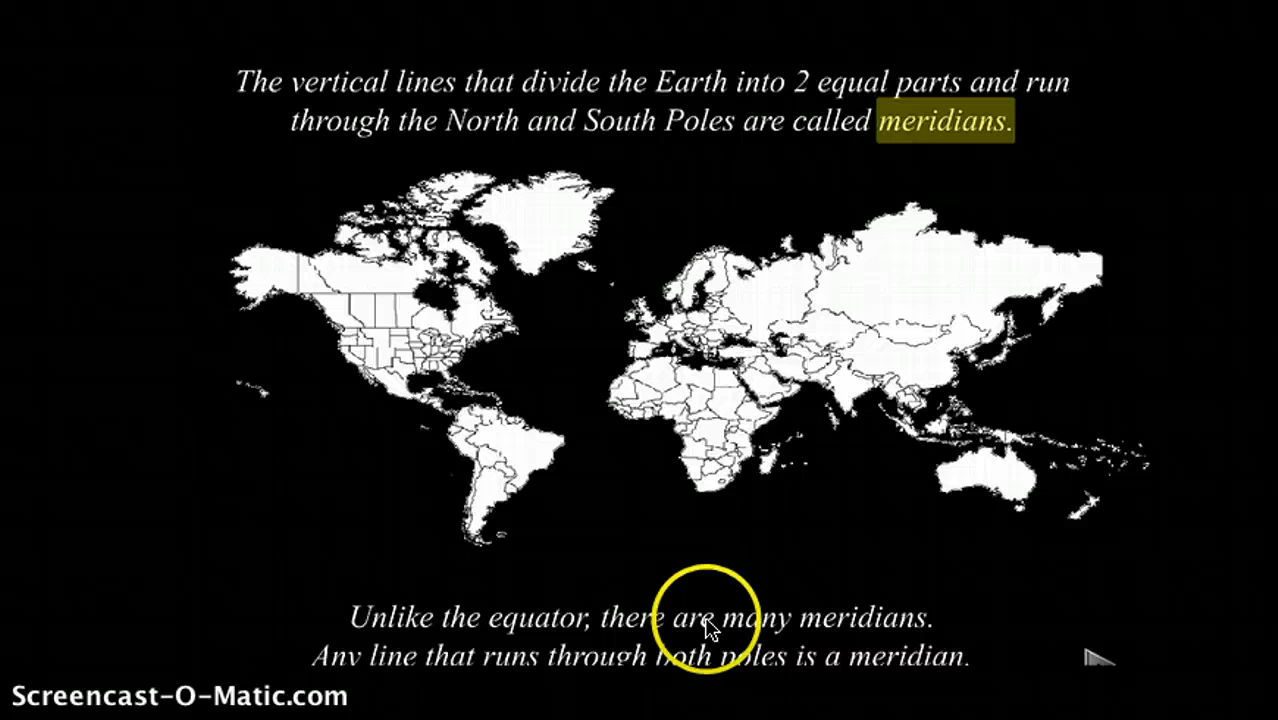 The vertical lines that divide the Earth into 2 equal parts and run
through the North and South Poles are called meridians.
Unlike the equator, there are many meridians.
Any line that runs through both poles is a meridian.
Screencast-O-Matic.com